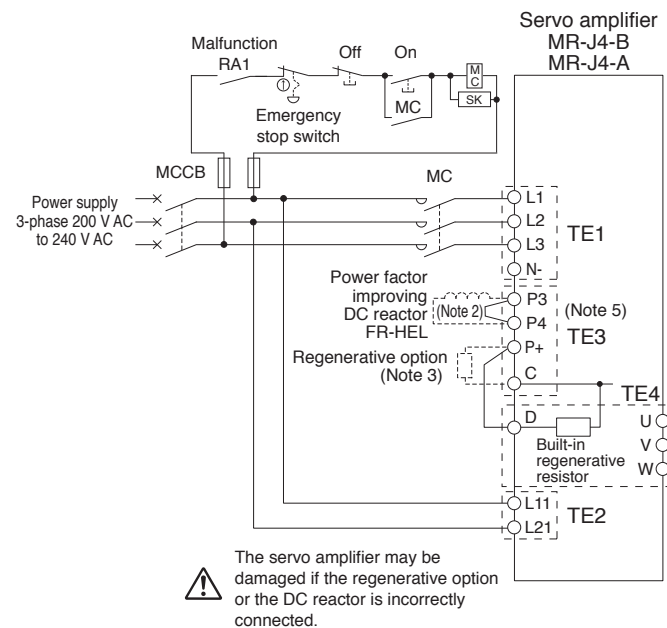 Servo amplifier
MR-J4-B
MR-J4-A
Malfunction
RA1
Off
On
M
C
SK
①
MC
Emergency
stop switch
MCCB
MC
Power supply
3-phase 200 V AC
to 240 V AC
L1
L2
L3
N-
TE1
Power factor
improving
DC reactor
FR-HEL
(Note 2)
P3
P4
P+
(Note 5)
TE3
Regenerative option
(Note 3)
C
TE4
D
U
V
W
Built-in
regenerative
resistor
L11
L21
TE2
The servo amplifier may be
damaged if the regenerative option
or the DC reactor is incorrectly
connected.